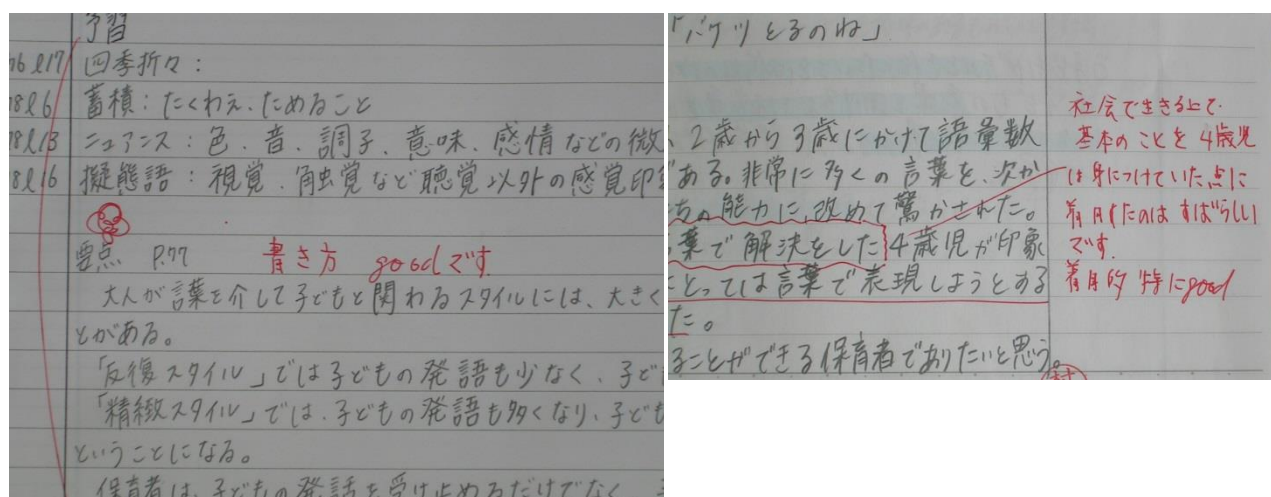 予習
76 l17 四季折々:
78 l6 蓄積:たくわえ、ためること
78 l13 ニュアンス:色、音、調子、意味、感情などの微
78 l16 擬態語:視覚、触覚など聴覚以外の感覚印
要点 P.77 書き方 goodです
大人が言葉を介して子どもと関わるスタイルには、大きく
とがある。
「反復スタイル」では子どもの発語も少なく、子ど
「精緻スタイル」では、子どもの発語も多くなり、子ども
ということになる。
保育者は、子どもの発話を受け止めるだけでなく、
「バケツとるのね」
、2歳から3歳にかけて語彙数
である。非常に多くの言葉を、次か
ちの能力に、改めて驚かされた。
葉で解決をした4歳児が印象
とっては言葉で表現しようとする
た。
ることができる保育者でありたいと思う。
社会で生きる上で
基本のことを4歳児
は身につけていた点に
着目したのはすばらしい
です。
着目的 特にgood